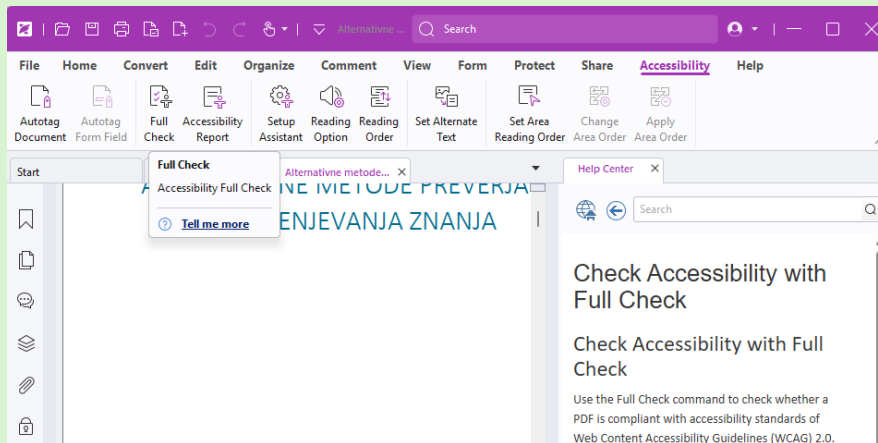 Alternativne ...
Search
File Home Convert Edit Organize Comment View Form Protect Share Accessibility Help
Autotag Document
Autotag Form Field
Full Check
Accessibility Report
Setup Assistant
Reading Option
Reading Order
Set Alternate Text
Set Area Reading Order
Change Area Order
Apply Area Order
Start
Alternativne metode...
Full Check
Accessibility Full Check
Tell me more
NE METODE PREVERJA
ENJEVANJA ZNANJA
Help Center
Search
Check Accessibility with
Full Check
Check Accessibility with Full
Check
Use the Full Check command to check whether a
PDF is compliant with accessibility standards of
Web Content Accessibility Guidelines (WCAG) 2.0.